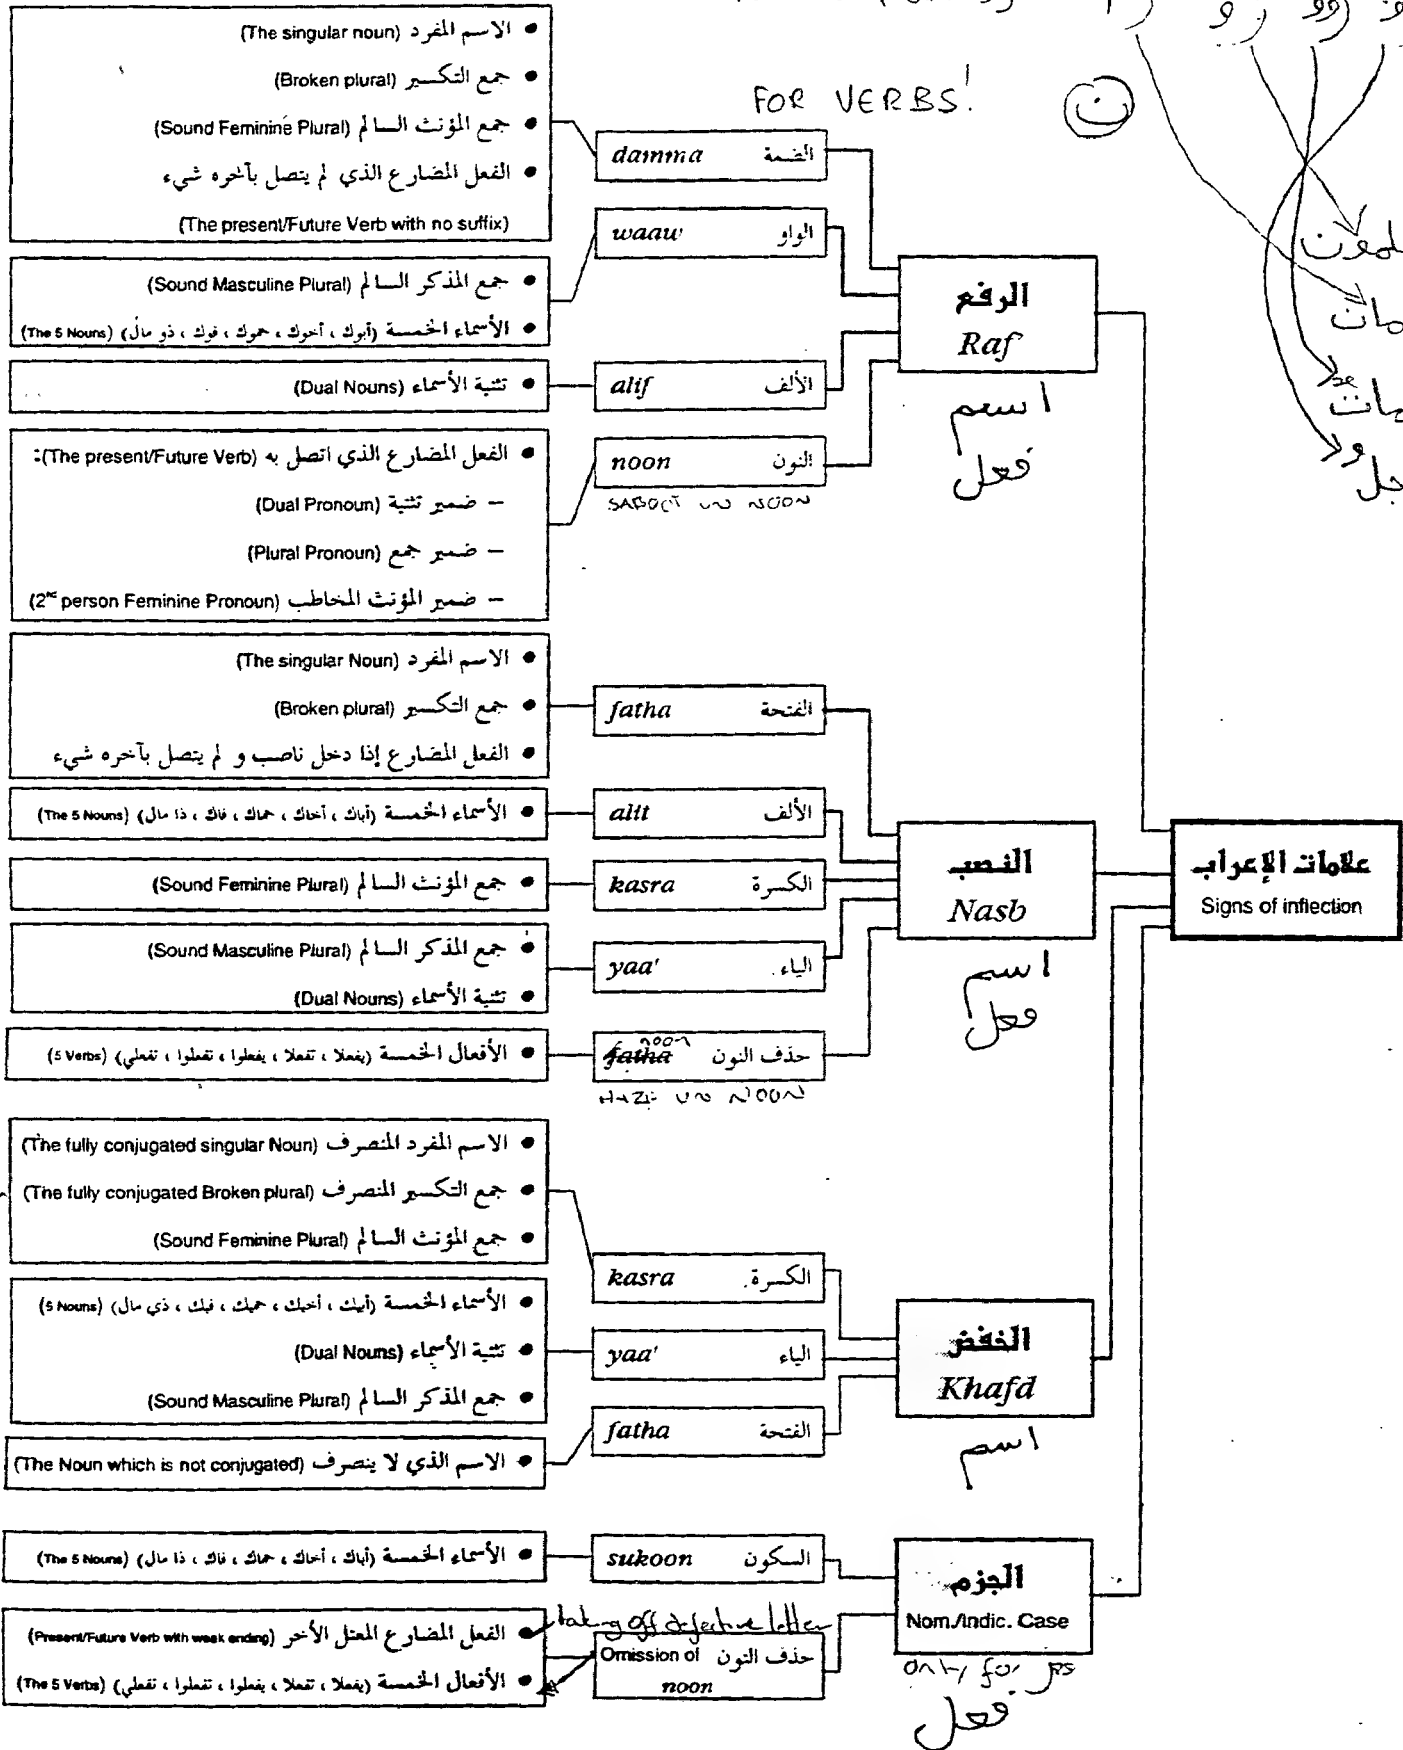 • الاسم المفرد (The singular noun)
• جمع التكسير (Broken plural)
• جمع المؤنث السالم (Sound Feminine Plural)
• الفعل المضارع الذي لم يتصل بآخره شيء
(The present/Future Verb with no suffix)
FOR VERBS!
ن
damma الضمة
waaw الواو
• جمع المذكر السالم (Sound Masculine Plural)
• الأسماء الخمسة (أبوك ، أخوك ، حموك ، فوك ، ذو مال) (The 5 Nouns)
الرفع
Raf'
اسم
فعل
alif الألف
• تثنية الأسماء (Dual Nouns)
noon النون
SABOOT UN NOON
• الفعل المضارع الذي اتصل به (The present/Future Verb):
– ضمير تثنية (Dual Pronoun)
– ضمير جمع (Plural Pronoun)
– ضمير المؤنث المخاطب (2nd person Feminine Pronoun)
• الاسم المفرد (The singular Noun)
• جمع التكسير (Broken plural)
• الفعل المضارع إذا دخل ناصب و لم يتصل بآخره شيء
fatha الفتحة
• الأسماء الخمسة (أباك ، أخاك ، حماك ، فاك ، ذا مال) (The 5 Nouns)
alit الألف
النصب
Nasb
اسم
فعل
علامات الإعراب
Signs of inflection
• جمع المؤنث السالم (Sound Feminine Plural)
kasra الكسرة
• جمع المذكر السالم (Sound Masculine Plural)
• تثنية الأسماء (Dual Nouns)
yaa' الياء
• الأفعال الخمسة (يفعلا ، تفعلا ، يفعلوا ، تفعلوا ، تفعلي) (5 Verbs)
noon
fatha حذف النون
HAZF UN NOON
• الاسم المفرد المنصرف (The fully conjugated singular Noun)
• جمع التكسير المنصرف (The fully conjugated Broken plural)
• جمع المؤنث السالم (Sound Feminine Plural)
kasra الكسرة
• الأسماء الخمسة (أبيك ، أخيك ، حميك ، فيك ، ذي مال) (5 Nouns)
• تثنية الأسماء (Dual Nouns)
• جمع المذكر السالم (Sound Masculine Plural)
yaa' الياء
الخفض
Khafd
اسم
fatha الفتحة
• الاسم الذي لا ينصرف (The Noun which is not conjugated)
• الأسماء الخمسة (أباك ، أخاك ، حماك ، فاك ، ذا مال) (The 5 Nouns)
sukoon السكون
الجزم
Nom./Indic. Case
only for
فعل
taking off defective letter
• الفعل المضارع المعتل الأخر (Present/Future Verb with weak ending)
• الأفعال الخمسة (يفعلا ، تفعلا ، يفعلوا ، تفعلوا ، تفعلي) (The 5 Verbs)
Omission of حذف النون
noon